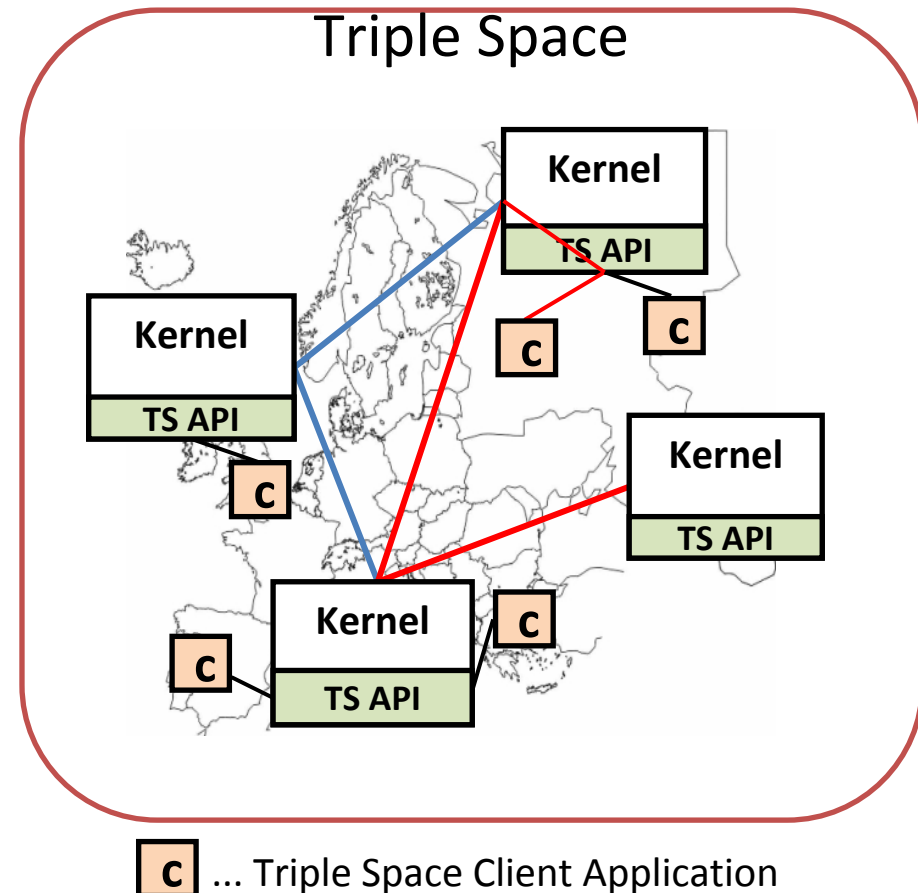 Triple Space
Kernel
TS API
c
c
Kernel
TS API
c
Kernel
TS API
Kernel
TS API
c
c
c ... Triple Space Client Application